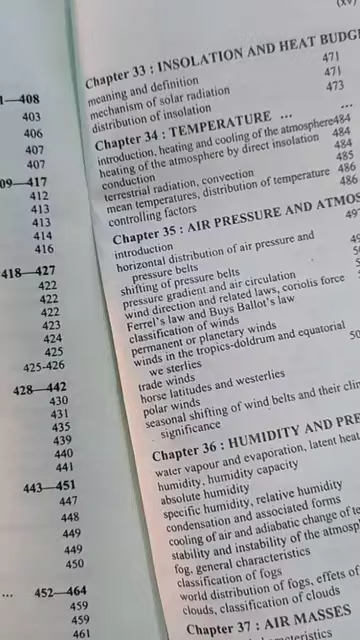 (xv)
1—408
403
406
407
407
09—417
412
413
413
414
416
418—427
422
422
422
423
424
425
425-426
428—442
430
431
435
439
440
441
443—451
447
448
449
449
450
... 452—464
459
459
461
Chapter 33 : INSOLATION AND HEAT BUDG
meaning and definition 471
mechanism of solar radiation 471
distribution of insolation 473
Chapter 34 : TEMPERATURE ... ...
introduction, heating and cooling of the atmosphere 484
heating of the atmosphere by direct insolation 484
conduction 484
terrestrial radiation, convection 485
mean temperatures, distribution of temperature 486
controlling factors 486
Chapter 35 : AIR PRESSURE AND ATMOS
introduction 49
horizontal distribution of air pressure and
pressure belts
shifting of pressure belts
pressure gradient and air circulation
wind direction and related laws, coriolis force
Ferrel's law and Buys Ballot's law
classification of winds
permanent or planetary winds
winds in the tropics-doldrum and equatorial
we sterlies 50
trade winds
horse latitudes and westerlies
polar winds
seasonal shifting of wind belts and their cli
significance
Chapter 36 : HUMIDITY AND PRE
water vapour and evaporation, latent hea
humidity, humidity capacity
absolute humidity
specific humidity, relative humidity
condensation and associated forms
cooling of air and adiabatic change of te
stability and instability of the atmosp
fog, general characteristics
classification of fogs
world distribution of fogs, effets of
clouds, classification of clouds
Chapter 37 : AIR MASSES